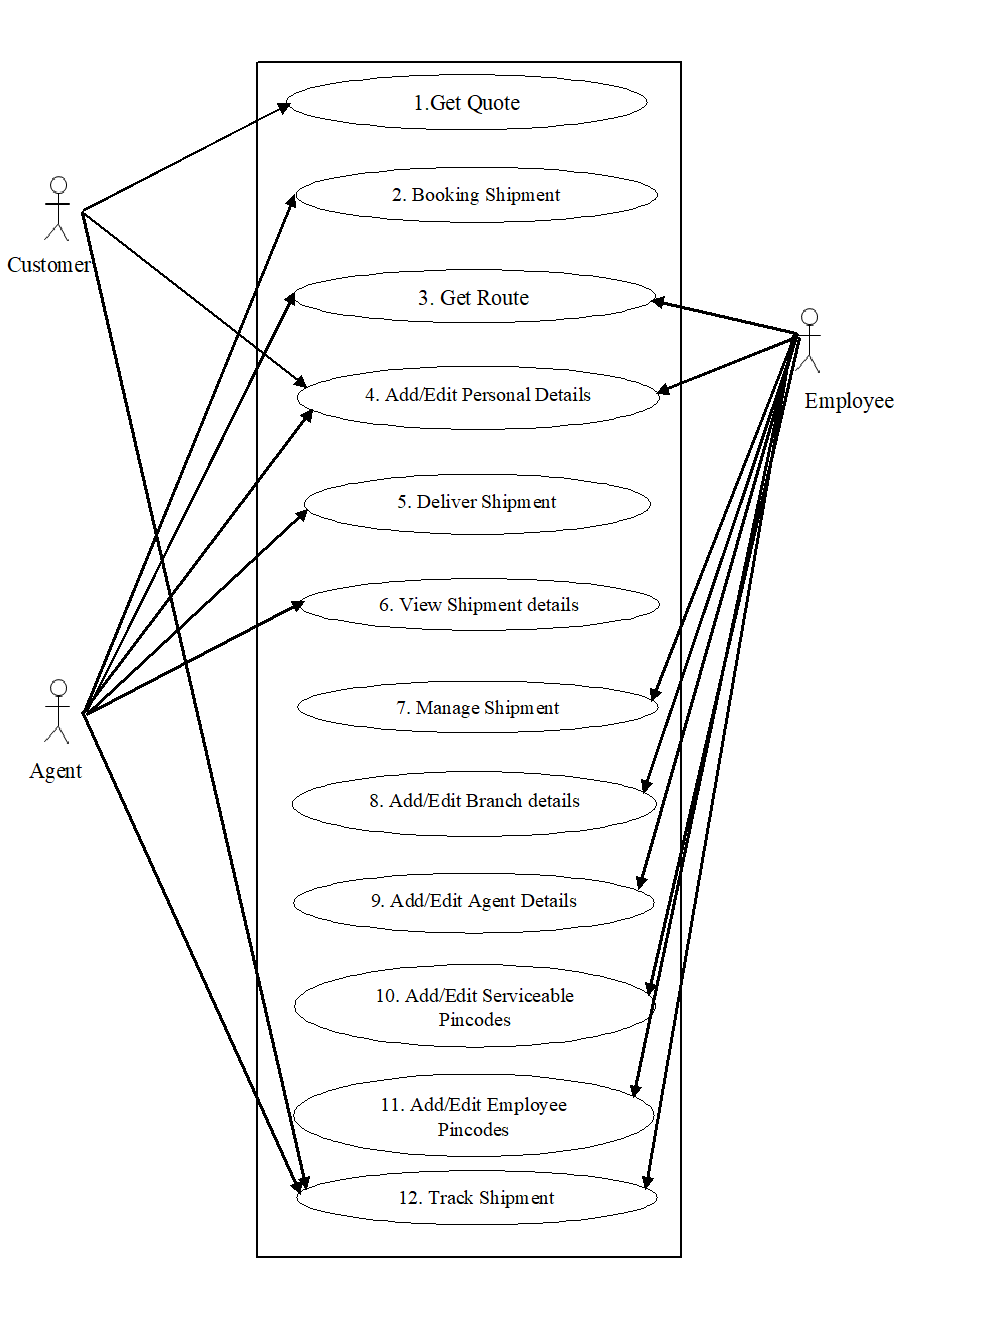 1.Get Quote
2. Booking Shipment
Customer
3. Get Route
4. Add/Edit Personal Details
Employee
5. Deliver Shipment
6. View Shipment details
7. Manage Shipment
Agent
8. Add/Edit Branch details
9. Add/Edit Agent Details
10. Add/Edit Serviceable
Pincodes
11. Add/Edit Employee
Pincodes
12. Track Shipment